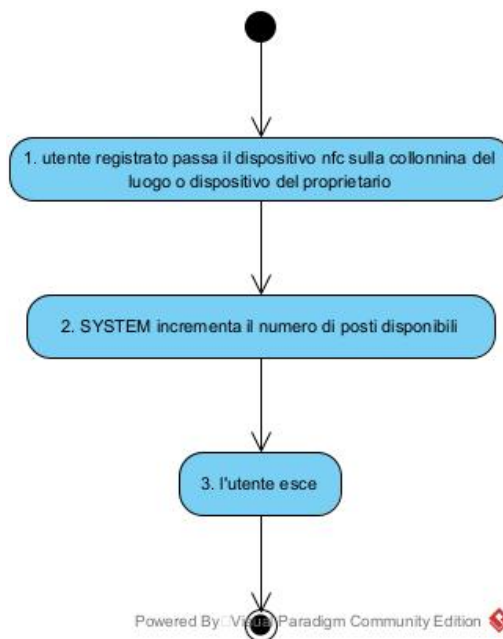 1. utente registrato passa il dispositivo nfc sulla collonnina del
luogo o dispositivo del proprietario
2. SYSTEM incrementa il numero di posti disponibili
3. l'utente esce
Powered By Visual Paradigm Community Edition